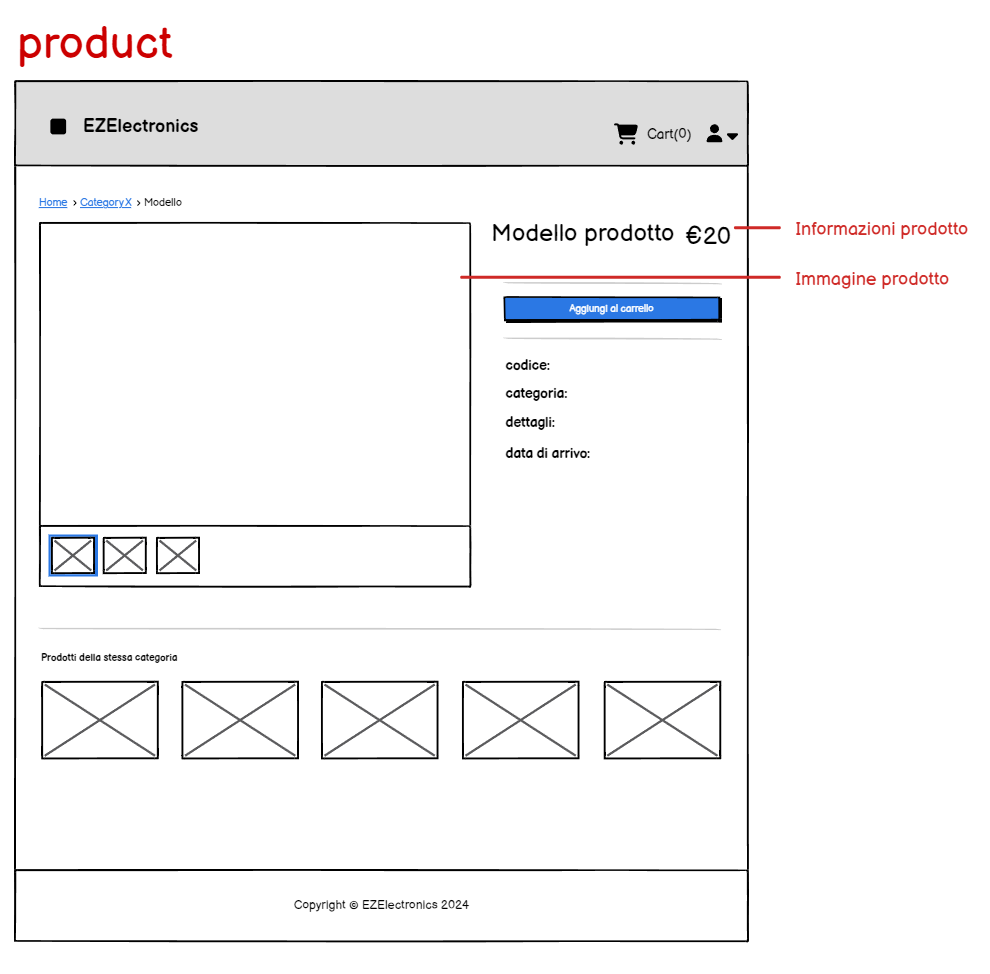 product
EZElectronics
Cart(0)
Home > CategoryX > Modello
Modello prodotto €20
Informazioni prodotto
Immagine prodotto
Aggiungi al carrello
codice:
categoria:
dettagli:
data di arrivo:
Prodotti della stessa categoria
Copyright © EZElectronics 2024